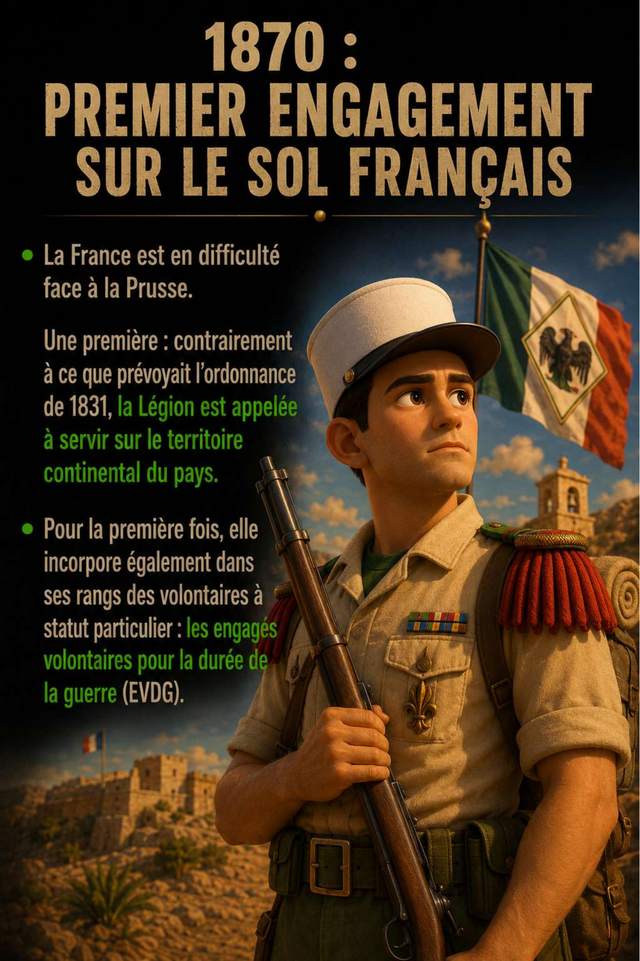 1870 :
PREMIER ENGAGEMENT
SUR LE SOL FRANÇAIS
• La France est en difficulté
face à la Prusse.
Une première : contrairement
à ce que prévoyait l'ordonnance
de 1831, la Légion est appelée
à servir sur le territoire
continental du pays.
• Pour la première fois, elle
incorpore également dans
ses rangs des volontaires à
statut particulier : les engagés
volontaires pour la durée de
la guerre (EVDG).